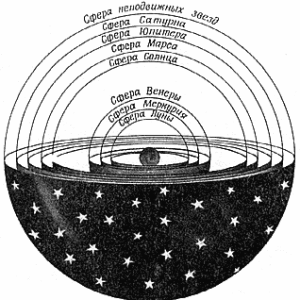 Сфера неподвижных звезд
Сфера Сатурна
Сфера Юпитера
Сфера Марса
Сфера Солнца
Сфера Венеры
Сфера Меркурия
Сфера Луны